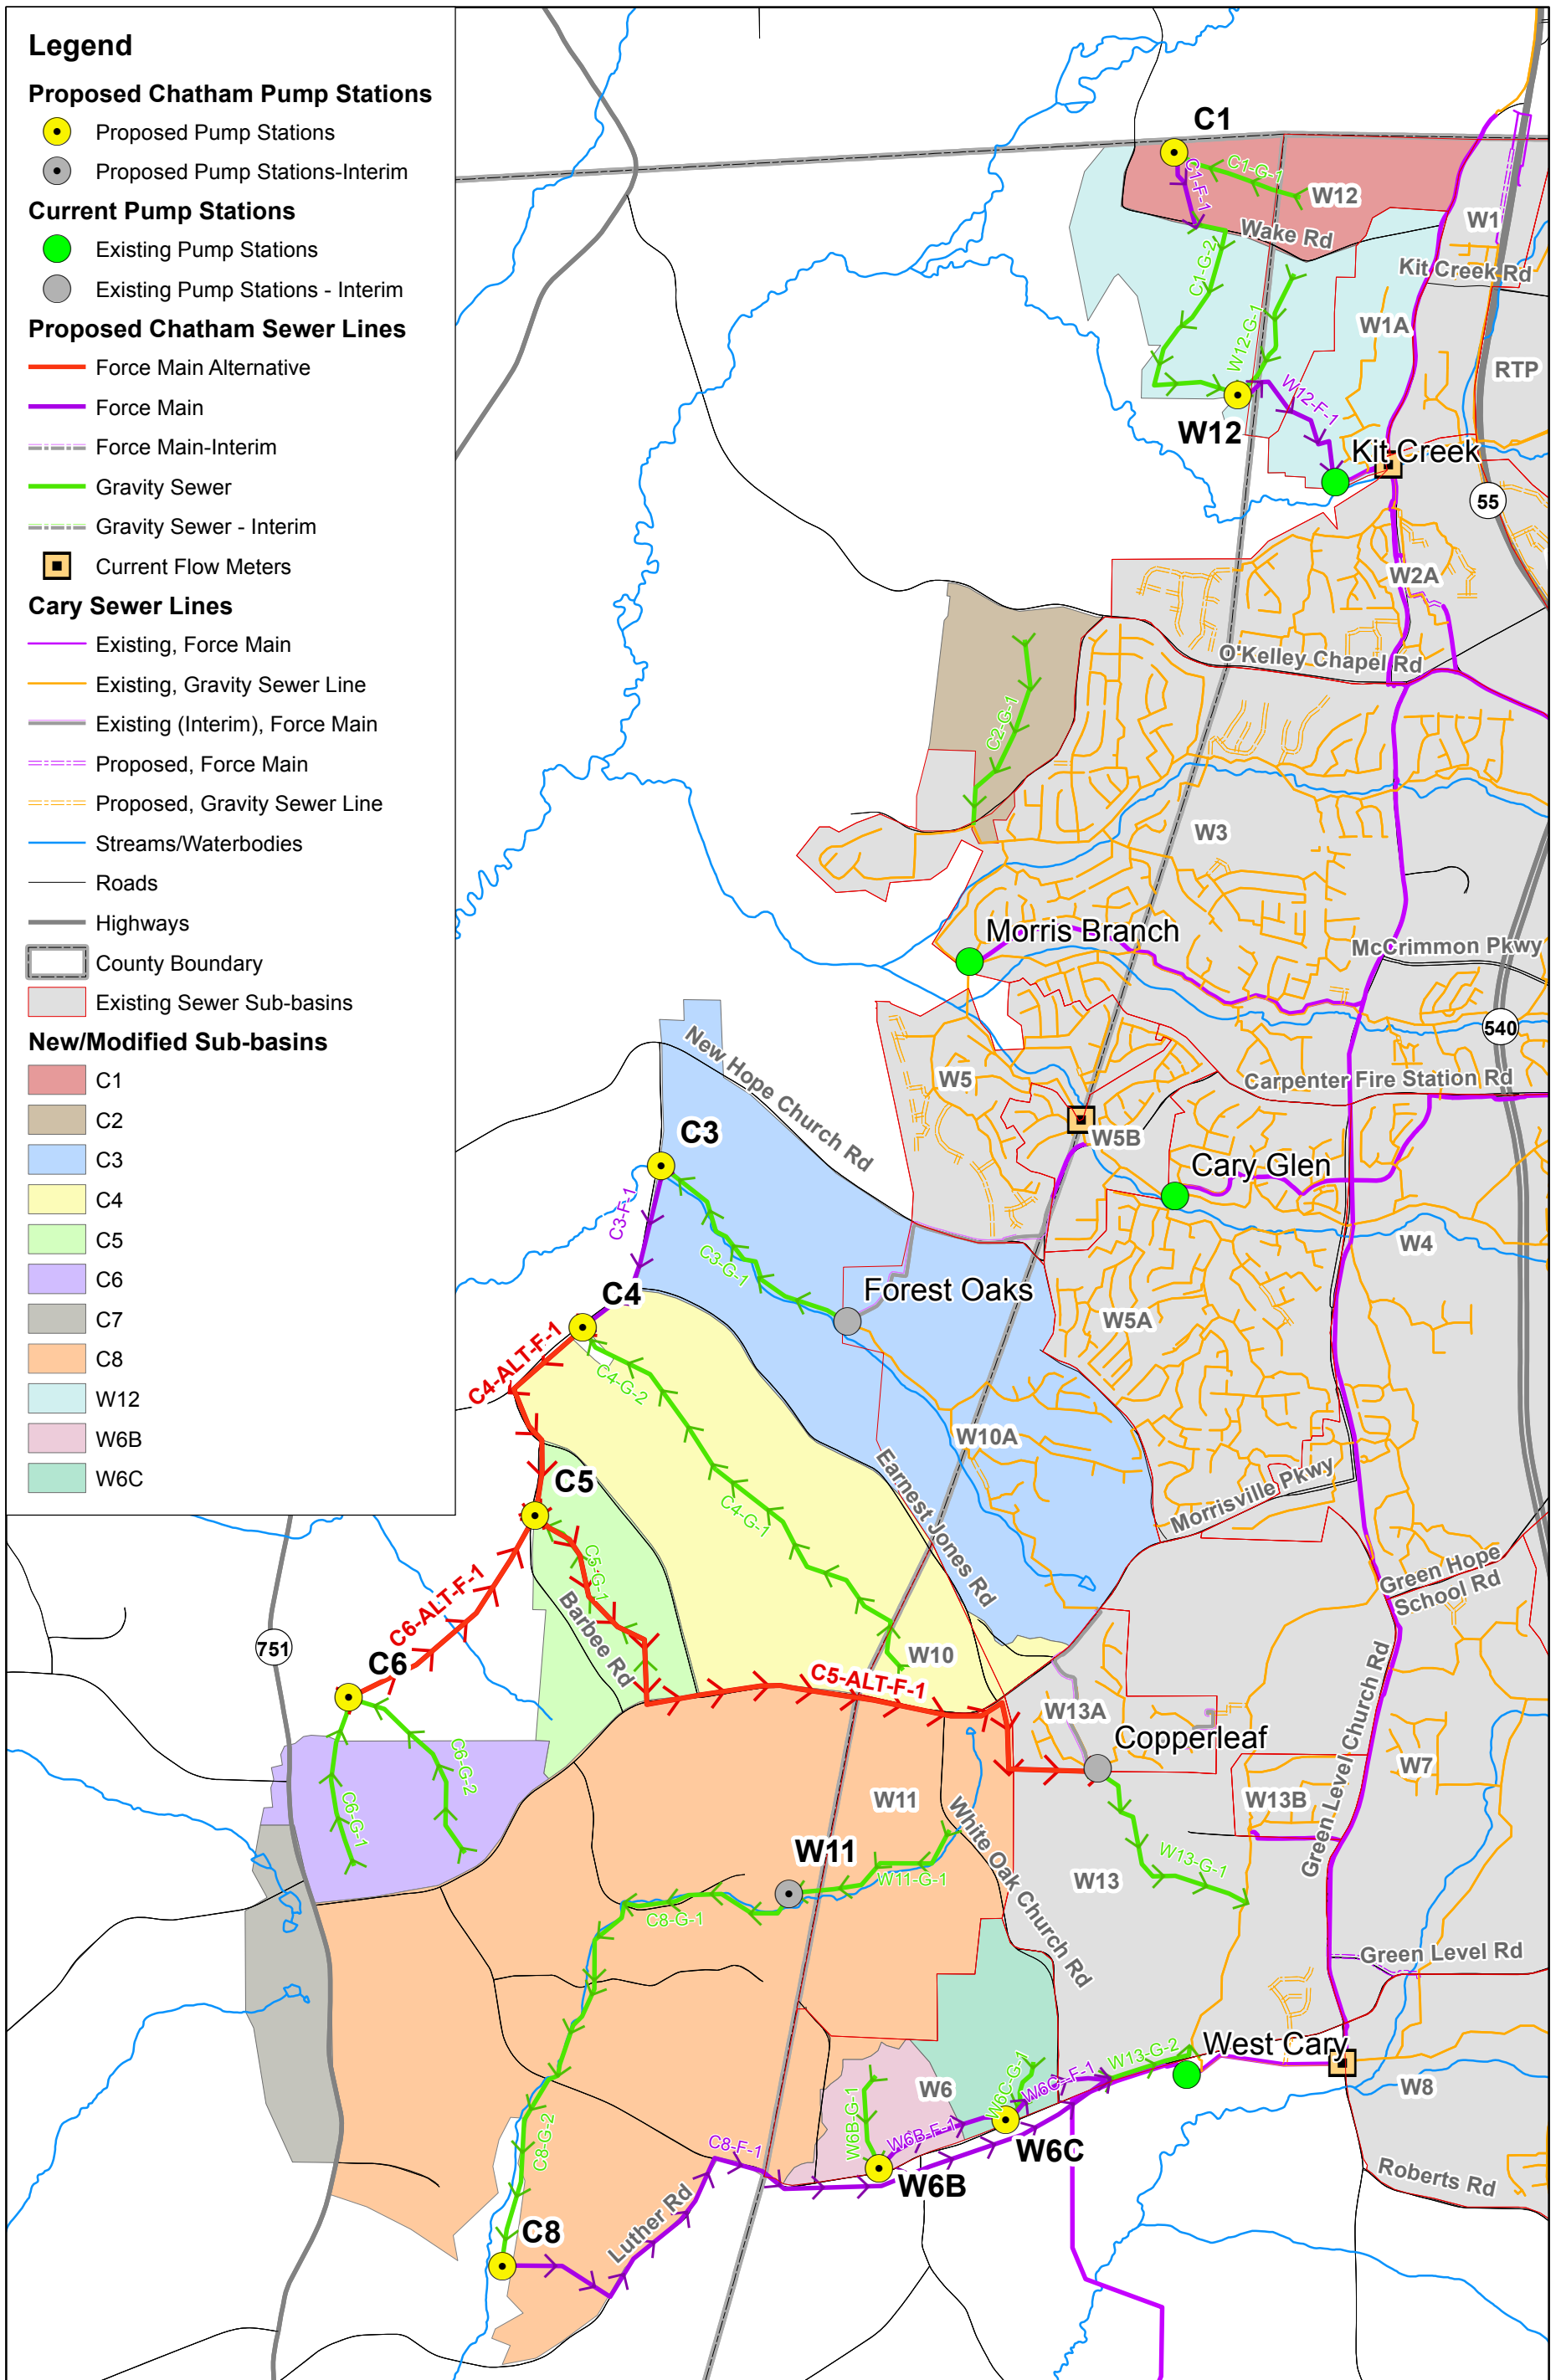 Legend
Proposed Chatham Pump Stations
Proposed Pump Stations
Proposed Pump Stations-Interim
Current Pump Stations
Existing Pump Stations
Existing Pump Stations - Interim
Proposed Chatham Sewer Lines
Force Main Alternative
Force Main
Force Main-Interim
Gravity Sewer
Gravity Sewer - Interim
Current Flow Meters
Cary Sewer Lines
Existing, Force Main
Existing, Gravity Sewer Line
Existing (Interim), Force Main
Proposed, Force Main
Proposed, Gravity Sewer Line
Streams/Waterbodies
Roads
Highways
County Boundary
Existing Sewer Sub-basins
New/Modified Sub-basins
C1
C2
C3
C4
C5
C6
C7
C8
W12
W6B
W6C
C1
C1-G-1
C1-F-1
W12
W1
Wake Rd
Kit Creek Rd
C1-G-2
W12-G-1
W1A
RTP
W12-F-1
W12
Kit Creek
55
W2A
O'Kelley Chapel Rd
C2-G-1
W3
Morris Branch
McCrimmon Pkwy
540
New Hope Church Rd
W5
Carpenter Fire Station Rd
C3
W5B
Cary Glen
C3-F-1
C3-G-1
W4
Forest Oaks
C4
W5A
C4-ALT-F-1
C4-G-2
W10A
C5
Earnest Jones Rd
Morrisville Pkwy
C4-G-1
C5-G-1
Green Hope
School Rd
C6-ALT-F-1
Barbee Rd
751
C6
W10
C5-ALT-F-1
W13A
Copperleaf
Green Level Church Rd
C6-G-2
W7
C6-G-1
W11
W13B
White Oak Church Rd
W11
W13-G-1
W11-G-1
W13
C8-G-1
Green Level Rd
West Cary
W13-G-2
W6C-G-1
W6C--F-1
W6
W8
W6B-G-1
C8-G-2
W6B-F-1
C8-F-1
W6C
W6B
Roberts Rd
Luther Rd
C8